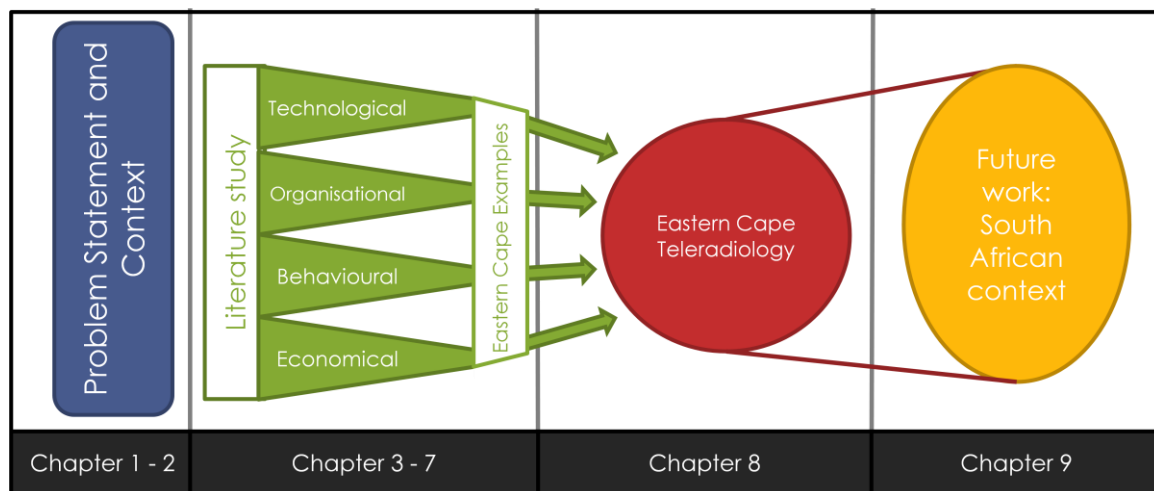 Problem Statement and
Context
Literature study
Technological
Organisational
Behavioural
Economical
Eastern Cape Examples
Eastern Cape
Teleradiology
Future
work:
South
African
context
Chapter 1 - 2
Chapter 3 - 7
Chapter 8
Chapter 9